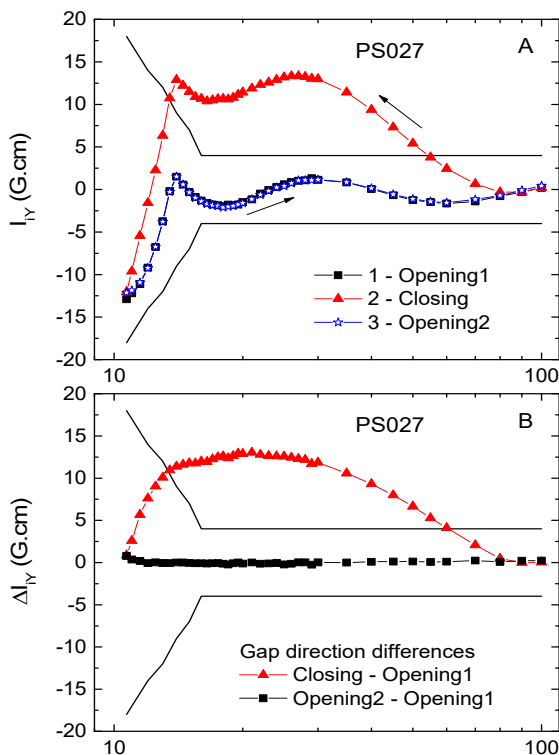 PS027
A
20
15
10
5
0
-5
-10
-15
-20
I_iY (G.cm)
1 - Opening1
2 - Closing
3 - Opening2
10
100
PS027
B
20
15
10
5
0
-5
-10
-15
-20
ΔI_IY (G.cm)
Gap direction differences
Closing - Opening1
Opening2 - Opening1
10
100